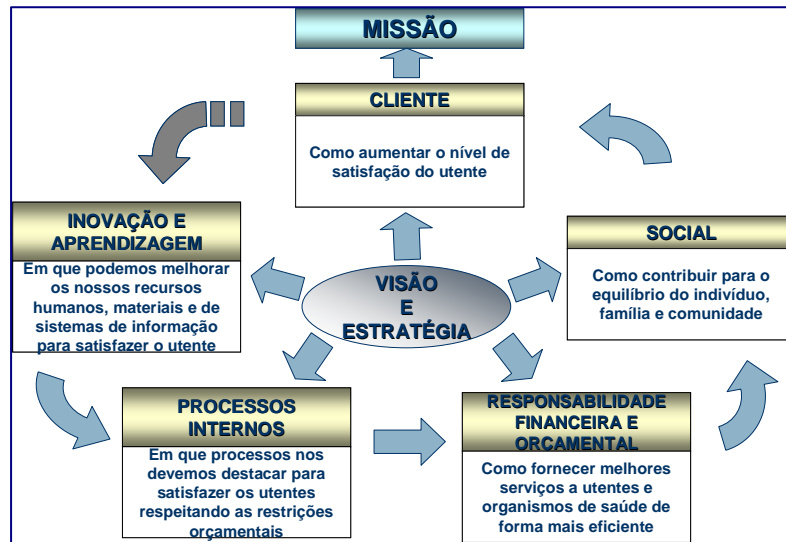 MISSÃO
CLIENTE
Como aumentar o nível de
satisfação do utente
INOVAÇÃO E
APRENDIZAGEM
Em que podemos melhorar
os nossos recursos
humanos, materiais e de
sistemas de informação
para satisfazer o utente
VISÃO
E
ESTRATÉGIA
SOCIAL
Como contribuir para o
equilíbrio do indivíduo,
família e comunidade
PROCESSOS
INTERNOS
Em que processos nos
devemos destacar para
satisfazer os utentes
respeitando as restrições
orçamentais
RESPONSABILIDADE
FINANCEIRA E
ORÇAMENTAL
Como fornecer melhores
serviços a utentes e
organismos de saúde de
forma mais eficiente